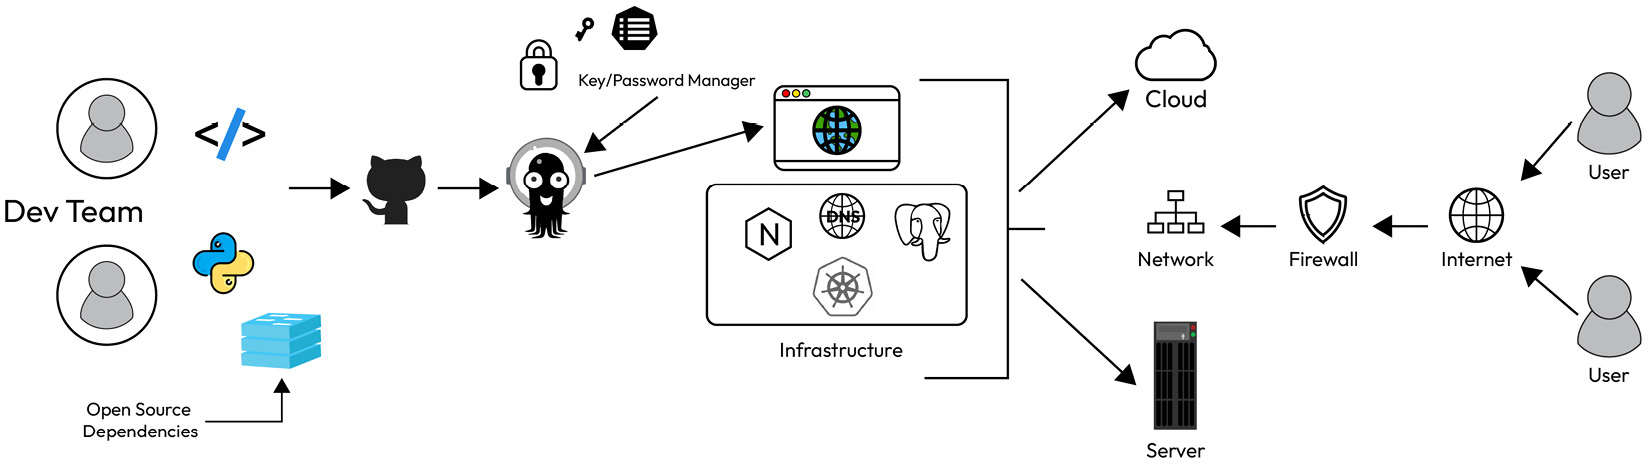 Key/Password Manager
</>
Dev Team
Open Source
Dependencies
N
DNS
Infrastructure
Cloud
Network
Firewall
Internet
User
User
Server